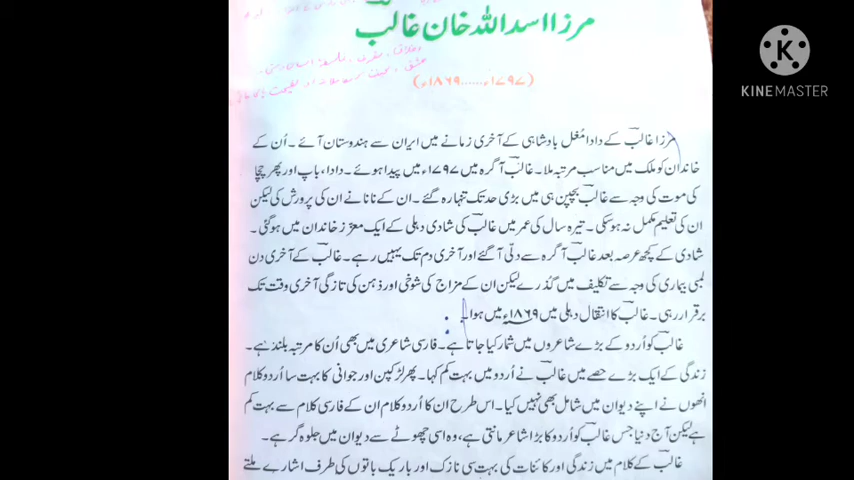 مرزا اسد اللہ خان غالب
(۱۷۹۷ء......۱۸۶۹ء)
KINEMASTER
مرزا غالب کے دادا مغل بادشاہی کے آخری زمانے میں ایران سے ہندوستان آئے ۔ اُن کے
خاندان کو ملک میں مناسب مرتبہ ملا ۔ غالب آگرہ میں ۱۷۹۷ء میں پیدا ہوئے ۔ دادا، باپ اور پھر چچا
کی موت کی وجہ سے غالب بچپن ہی میں بڑی حد تک تنہا رہ گئے ۔ ان کے نانا نے ان کی پرورش کی لیکن
ان کی تعلیم مکمل نہ ہو سکی ۔ تیرہ سال کی عمر میں غالب کی شادی دہلی کے ایک معزز خاندان میں ہو گئی ۔
شادی کے کچھ عرصہ بعد غالب آگرہ سے دلّی آ گئے اور آخری دم تک یہیں رہے ۔ غالب کے آخری دن
لمبی بیماری کی وجہ سے تکلیف میں گذرے لیکن ان کے مزاج کی شوخی اور ذہن کی تازگی آخری وقت تک
برقرار رہی ۔ غالب کا انتقال دہلی میں ۱۸۶۹ء میں ہوا ۔
غالب کو اُردو کے بڑے شاعروں میں شمار کیا جاتا ہے ۔ فارسی شاعری میں بھی اُن کا مرتبہ بلند ہے ۔
زندگی کے ایک بڑے حصے میں غالب نے اُردو میں بہت کم کہا ۔ پھر لڑکپن اور جوانی کا بہت سا اُردو کلام
انھوں نے اپنے دیوان میں شامل بھی نہیں کیا ۔ اس طرح ان کا اُردو کلام ان کے فارسی کلام سے بہت کم
ہے لیکن آج دنیا جس غالب کو اُردو کا بڑا شاعر مانتی ہے ، وہ اسی چھوٹے سے دیوان میں جلوہ گر ہے ۔
غالب کے کلام میں زندگی اور کائنات کی بہت سی نازک اور باریک باتوں کی طرف اشارے ملتے